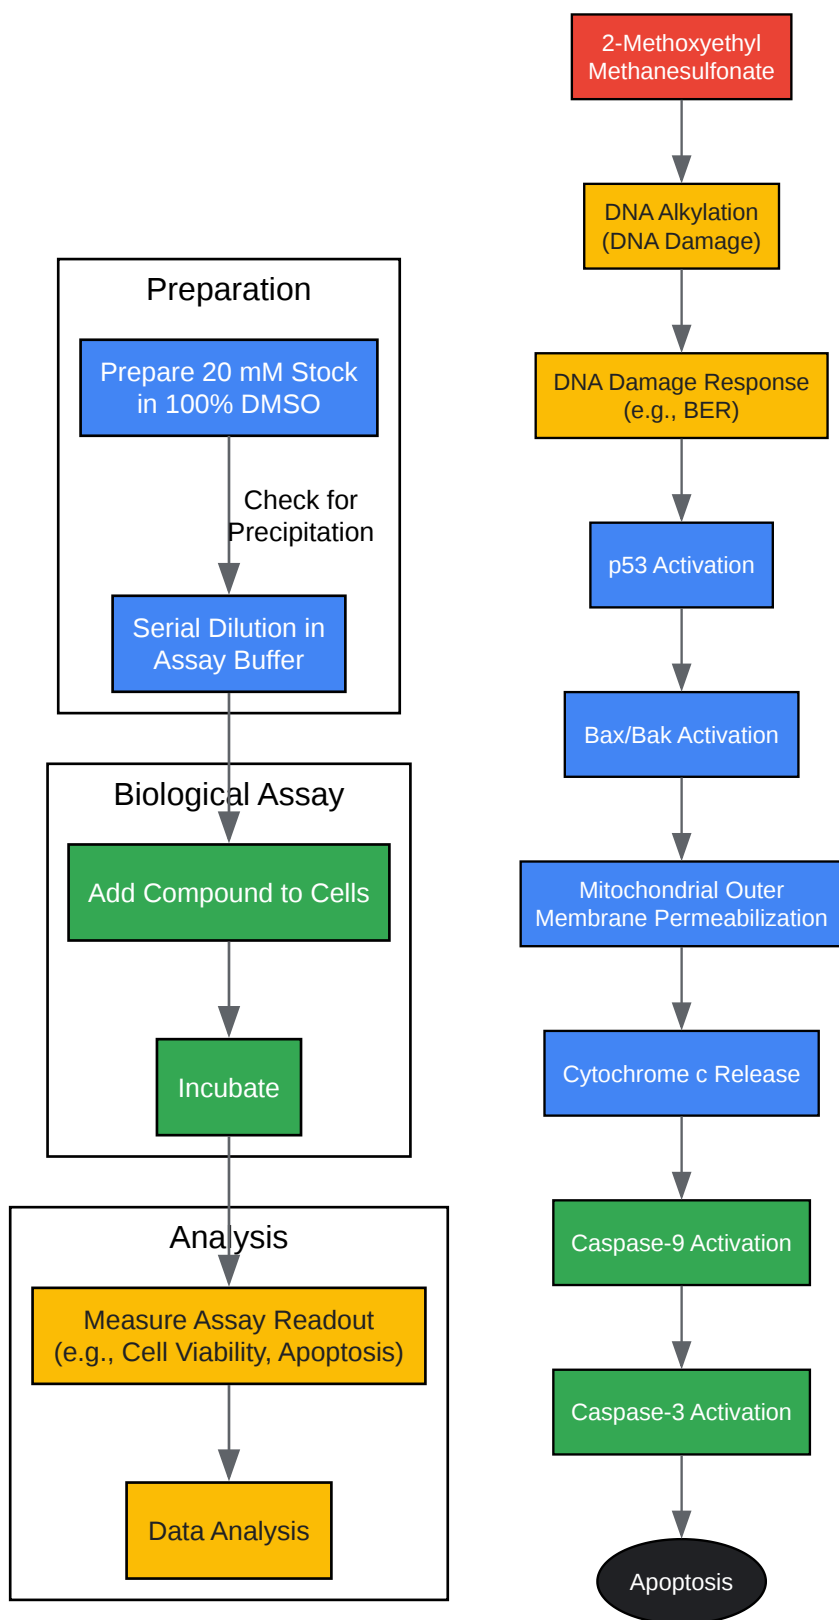 Preparation
Prepare 20 mM Stock
in 100% DMSO
Check for
Precipitation
Serial Dilution in
Assay Buffer
Biological Assay
Add Compound to Cells
Incubate
Analysis
Measure Assay Readout
(e.g., Cell Viability, Apoptosis)
Data Analysis
2-Methoxyethyl
Methanesulfonate
DNA Alkylation
(DNA Damage)
DNA Damage Response
(e.g., BER)
p53 Activation
Bax/Bak Activation
Mitochondrial Outer
Membrane Permeabilization
Cytochrome c Release
Caspase-9 Activation
Caspase-3 Activation
Apoptosis